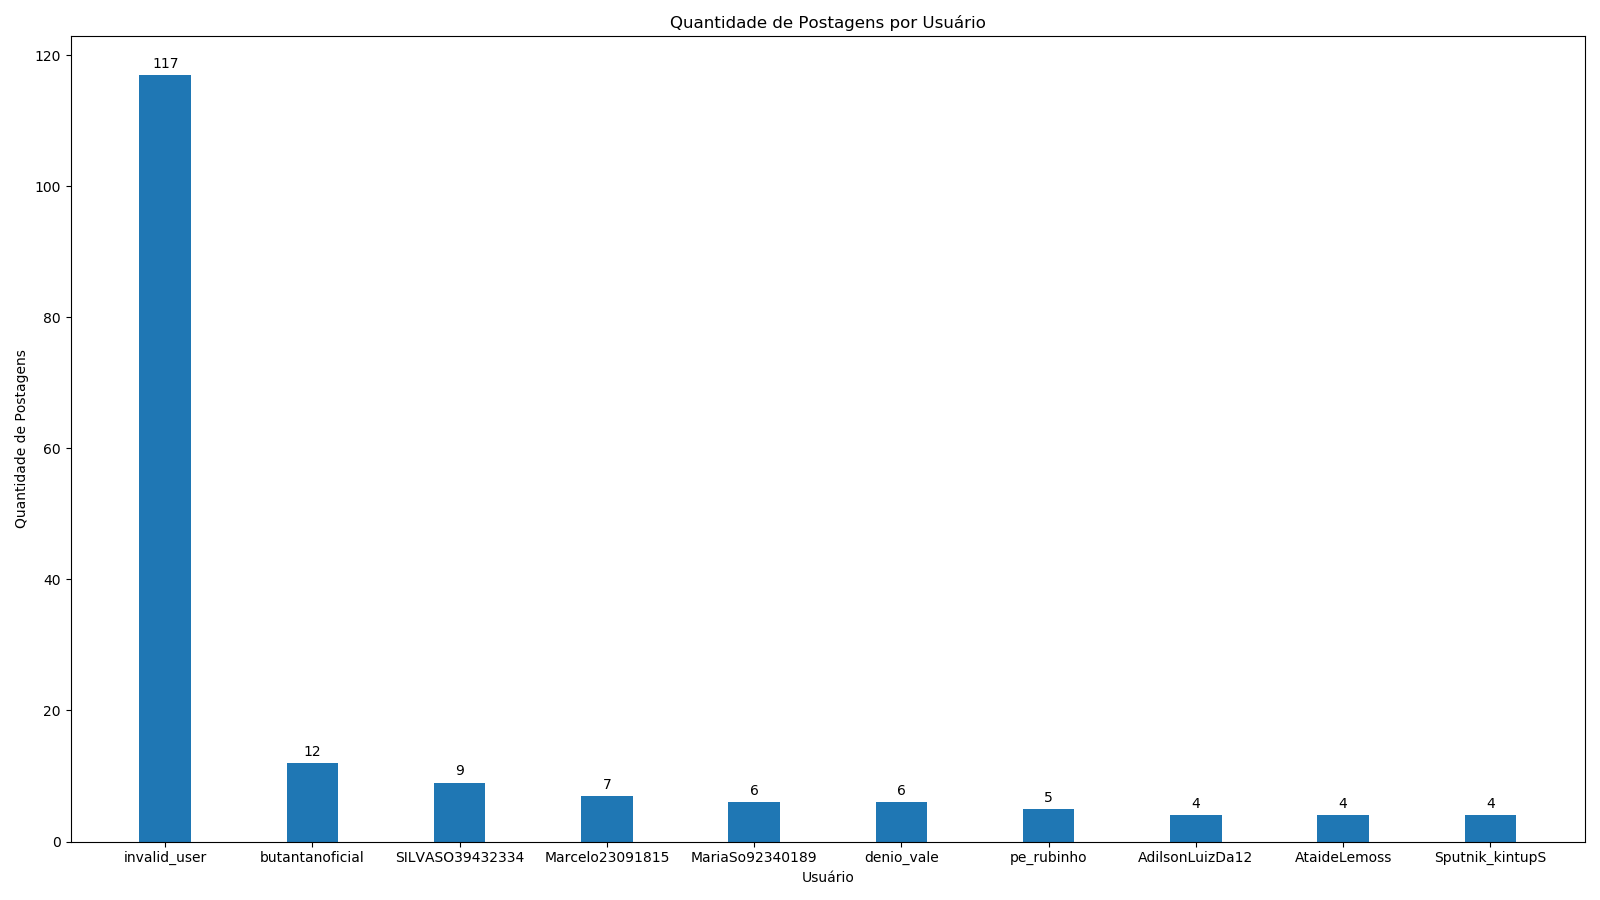 Quantidade de Postagens por Usuário
Quantidade de Postagens
120
100
80
60
40
20
0
117
12
9
7
6
6
5
4
4
4
invalid_user
butantanoficial
SILVASO39432334
Marcelo23091815
MariaSo92340189
denio_vale
pe_rubinho
AdilsonLuizDa12
AtaideLemoss
Sputnik_kintupS
Usuário